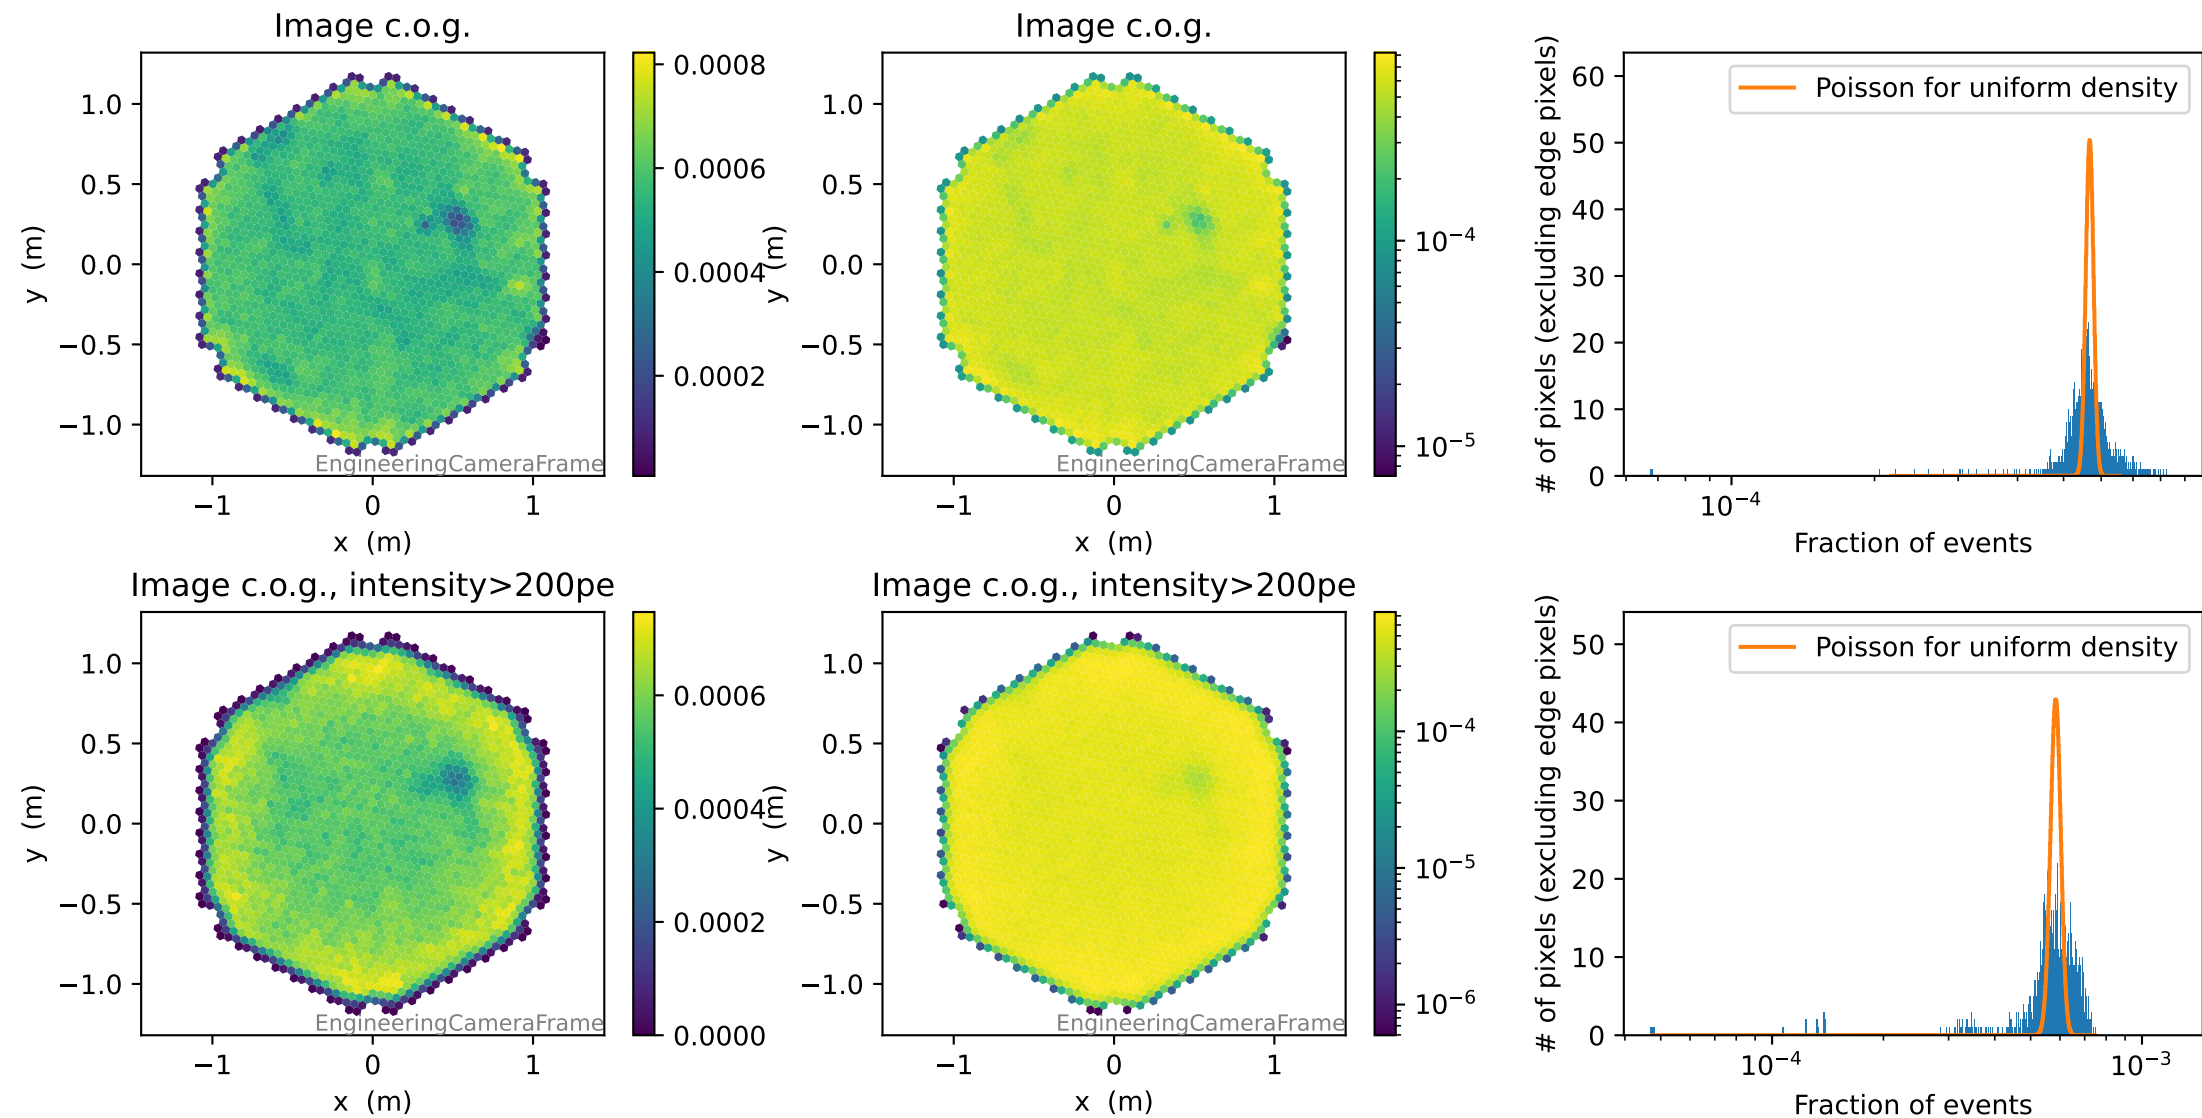 Image c.o.g.
y (m)
1.0
0.5
0.0
−0.5
−1.0
−1
0
1
x (m)
EngineeringCameraFrame
0.0008
0.0006
0.0004
0.0002
Image c.o.g.
y (m)
1.0
0.5
0.0
−0.5
−1.0
−1
0
1
x (m)
EngineeringCameraFrame
10⁻⁴
10⁻⁵
# of pixels (excluding edge pixels)
60
50
40
30
20
10
0
Poisson for uniform density
10⁻⁴
Fraction of events
Image c.o.g., intensity>200pe
y (m)
1.0
0.5
0.0
−0.5
−1.0
−1
0
1
x (m)
EngineeringCameraFrame
0.0006
0.0004
0.0002
0.0000
Image c.o.g., intensity>200pe
y (m)
1.0
0.5
0.0
−0.5
−1.0
−1
0
1
x (m)
EngineeringCameraFrame
10⁻⁴
10⁻⁵
10⁻⁶
# of pixels (excluding edge pixels)
50
40
30
20
10
0
Poisson for uniform density
10⁻⁴
10⁻³
Fraction of events